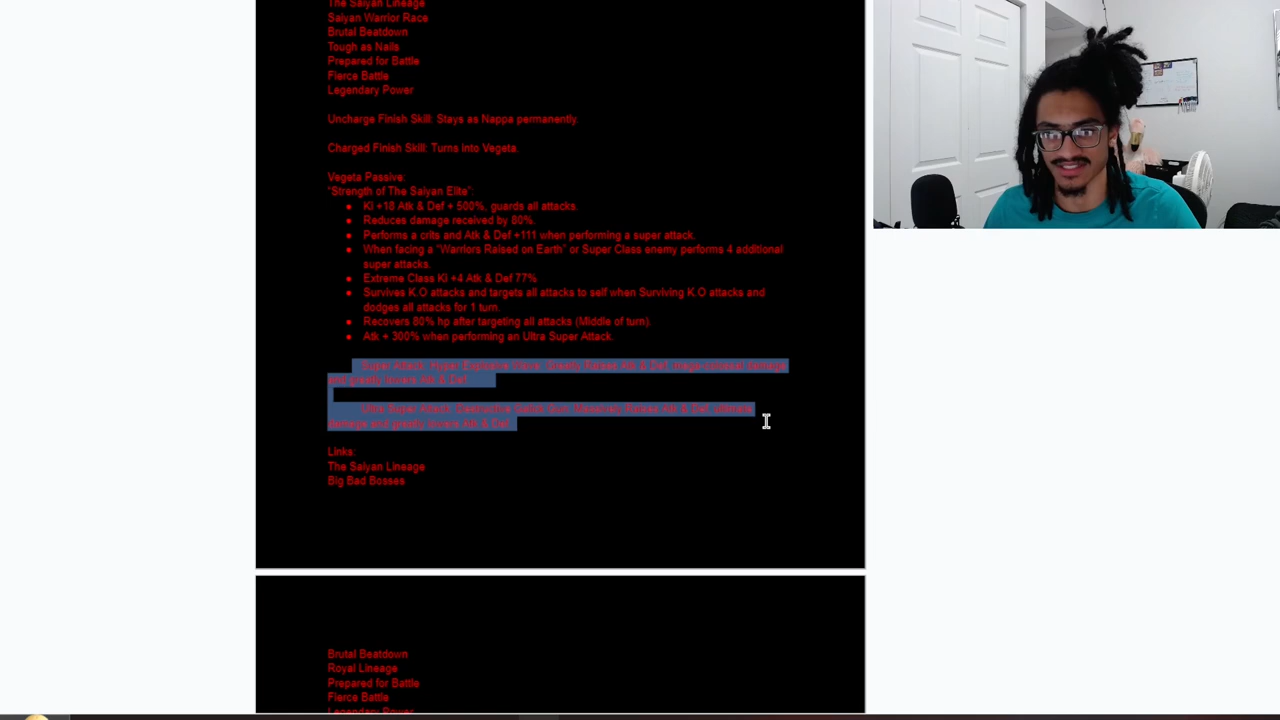 The Saiyan Lineage
Saiyan Warrior Race
Brutal Beatdown
Tough as Nails
Prepared for Battle
Fierce Battle
Legendary Power
Uncharge Finish Skill: Stays as Nappa permanently.
Charged Finish Skill: Turns Into Vegeta.
Vegeta Passive:
"Strength of The Saiyan Elite":
● Ki +18 Atk & Def + 500%, guards all attacks.
● Reduces damage received by 80%.
● Performs a crits and Atk & Def +111 when performing a super attack.
● When facing a "Warriors Raised on Earth" or Super Class enemy performs 4 additional
super attacks.
● Extreme Class Ki +4 Atk & Def 77%
● Survives K.O attacks and targets all attacks to self when Surviving K.O attacks and
dodges all attacks for 1 turn.
● Recovers 80% hp after targeting all attacks (Middle of turn).
● Atk + 300% when performing an Ultra Super Attack.
Super Attack: Hyper Explosive Wave: Greatly Raises Atk & Def, mega-colossal damage
and greatly lowers Atk & Def.
Ultra Super Attack: Destructive Galick Gun: Massively Raises Atk & Def, ultimate
damage and greatly lowers Atk & Def.
Links:
The Saiyan Lineage
Big Bad Bosses
Brutal Beatdown
Royal Lineage
Prepared for Battle
Fierce Battle
Legendary Power